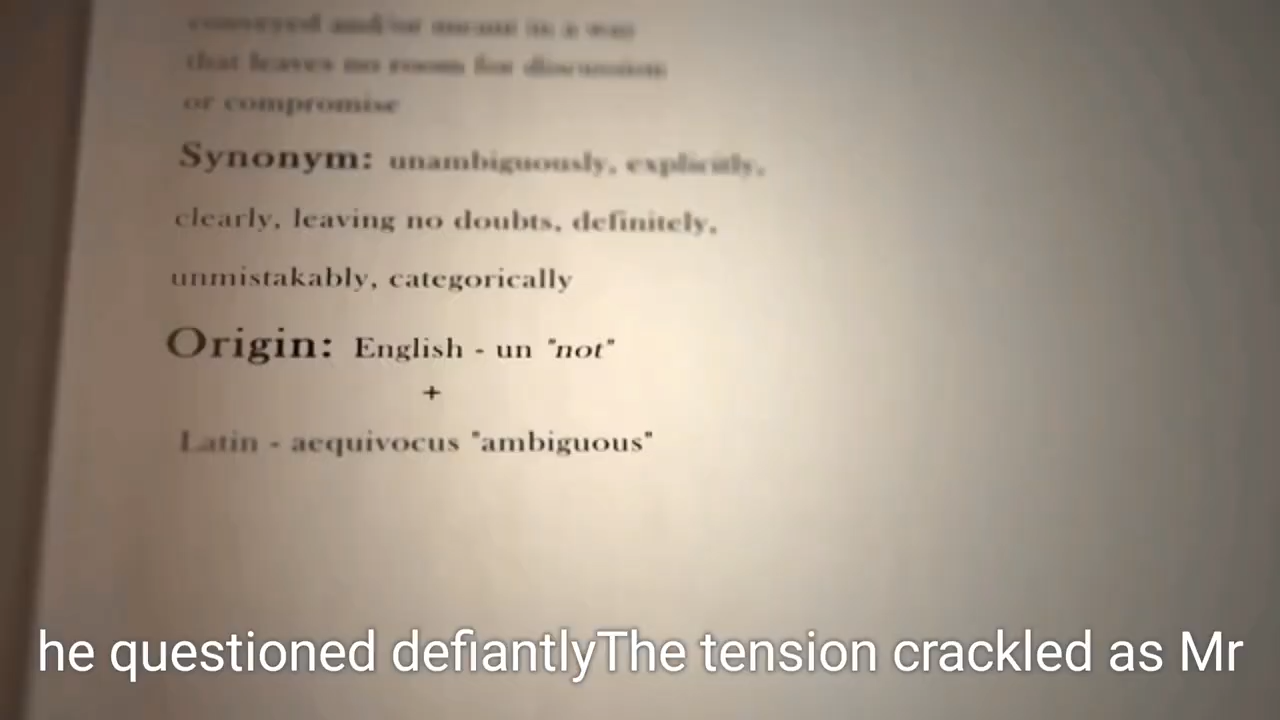 conveyed and/or meant in a way
that leaves no room for discussion
or compromise
Synonym: unambiguously, explicitly,
clearly, leaving no doubts, definitely,
unmistakably, categorically
Origin: English - un "not"
+
Latin - aequivocus "ambiguous"
he questioned defiantlyThe tension crackled as Mr